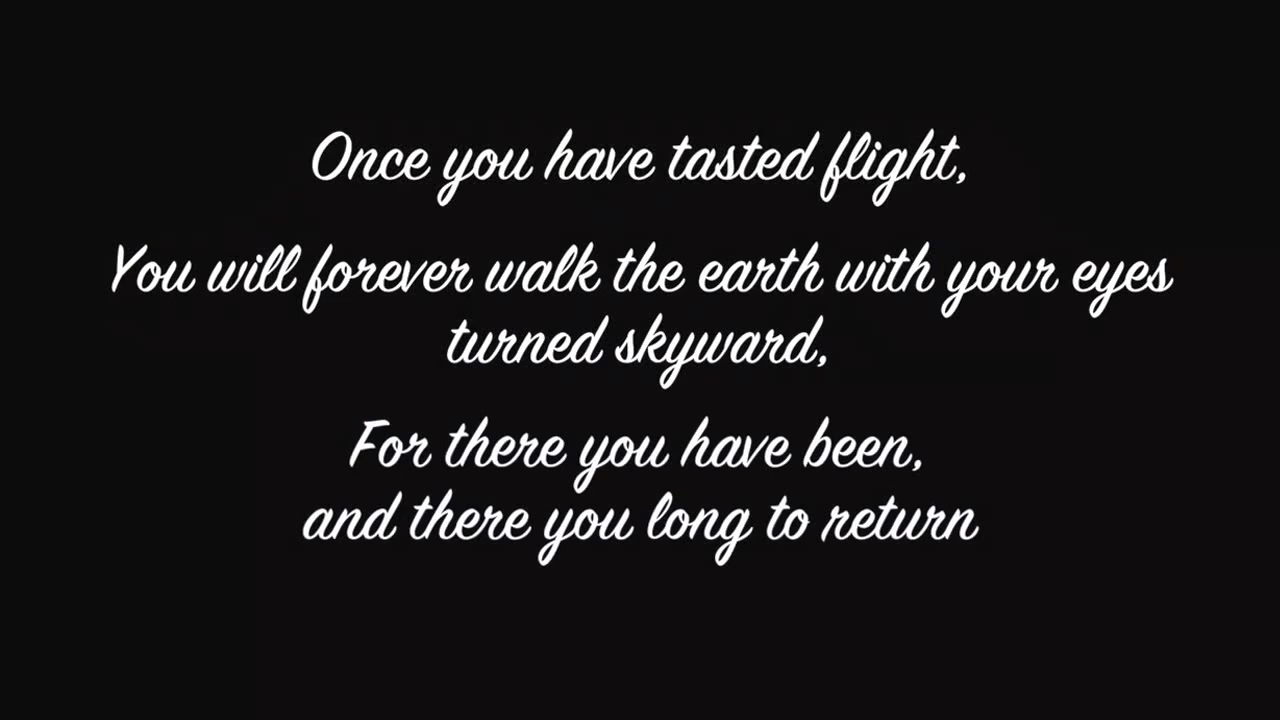 Once you have tasted flight,
You will forever walk the earth with your eyes
turned skyward,
For there you have been,
and there you long to return